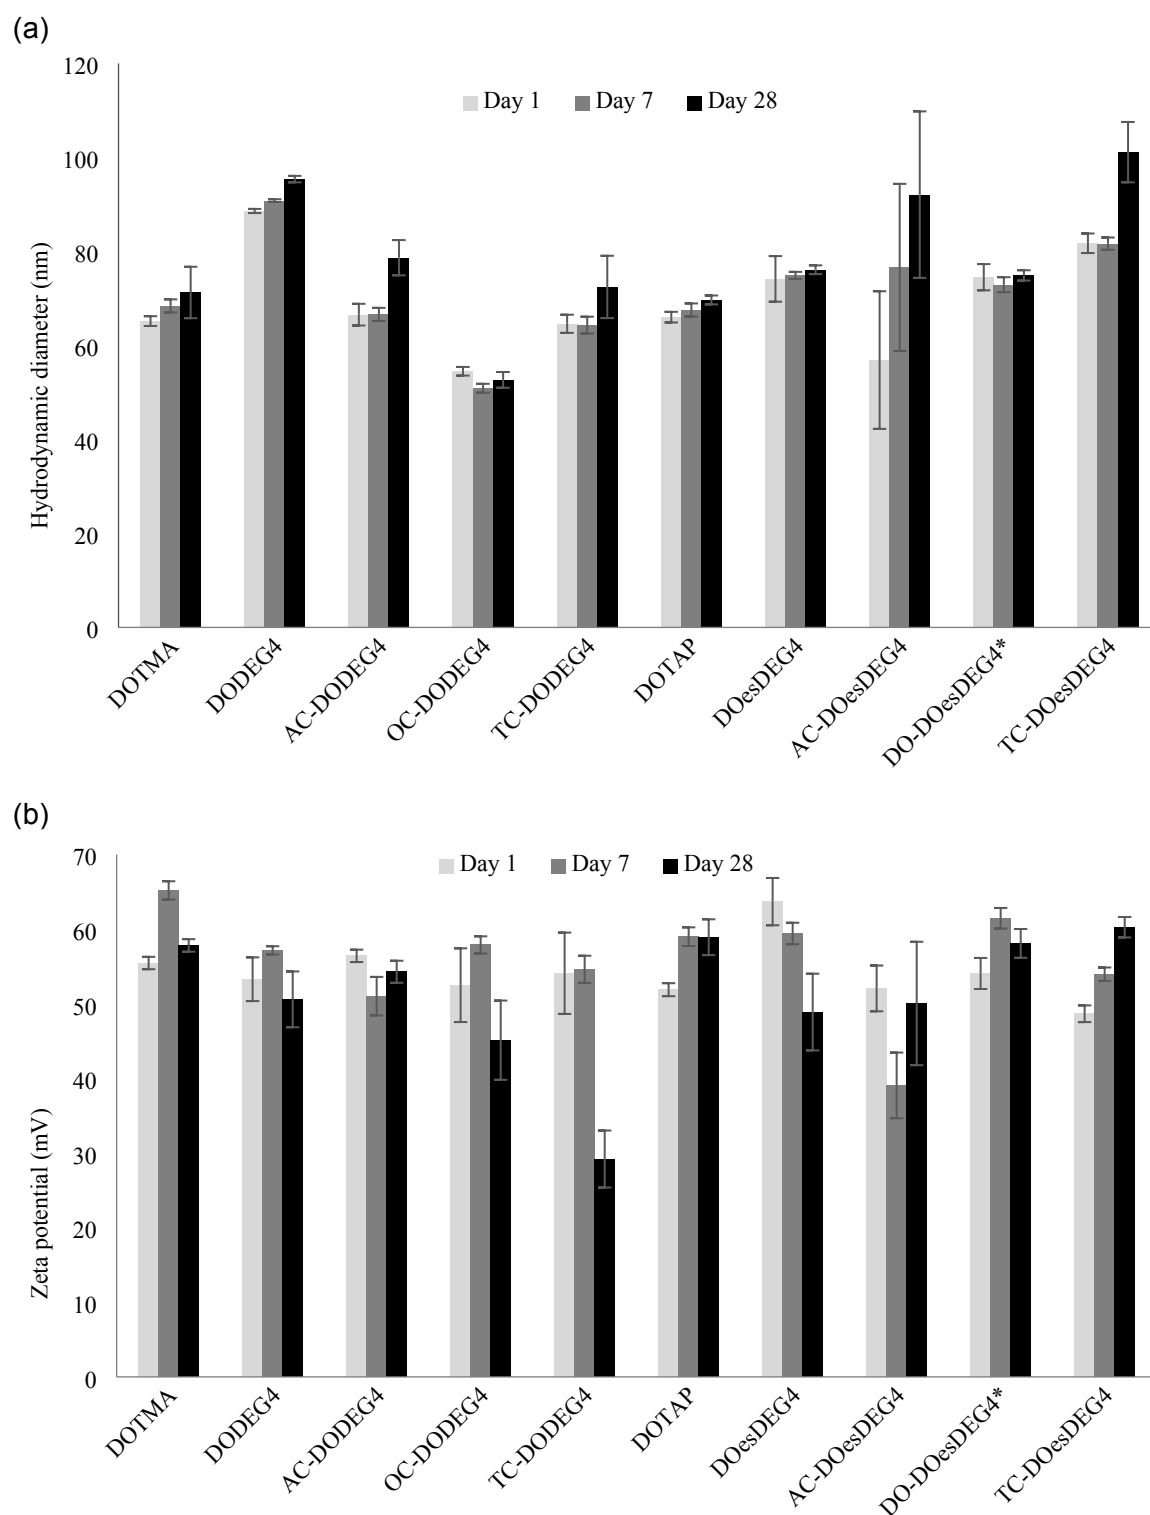 (a)
Hydrodynamic diameter (nm)
120
100
80
60
40
20
0
Day 1 Day 7 Day 28
DOTMA
DODEG4
AC-DODEG4
OC-DODEG4
TC-DODEG4
DOTAP
DOesDEG4
AC-DOesDEG4
DO-DOesDEG4*
TC-DOesDEG4
(b)
Zeta potential (mV)
70
60
50
40
30
20
10
0
Day 1 Day 7 Day 28
DOTMA
DODEG4
AC-DODEG4
OC-DODEG4
TC-DODEG4
DOTAP
DOesDEG4
AC-DOesDEG4
DO-DOesDEG4*
TC-DOesDEG4